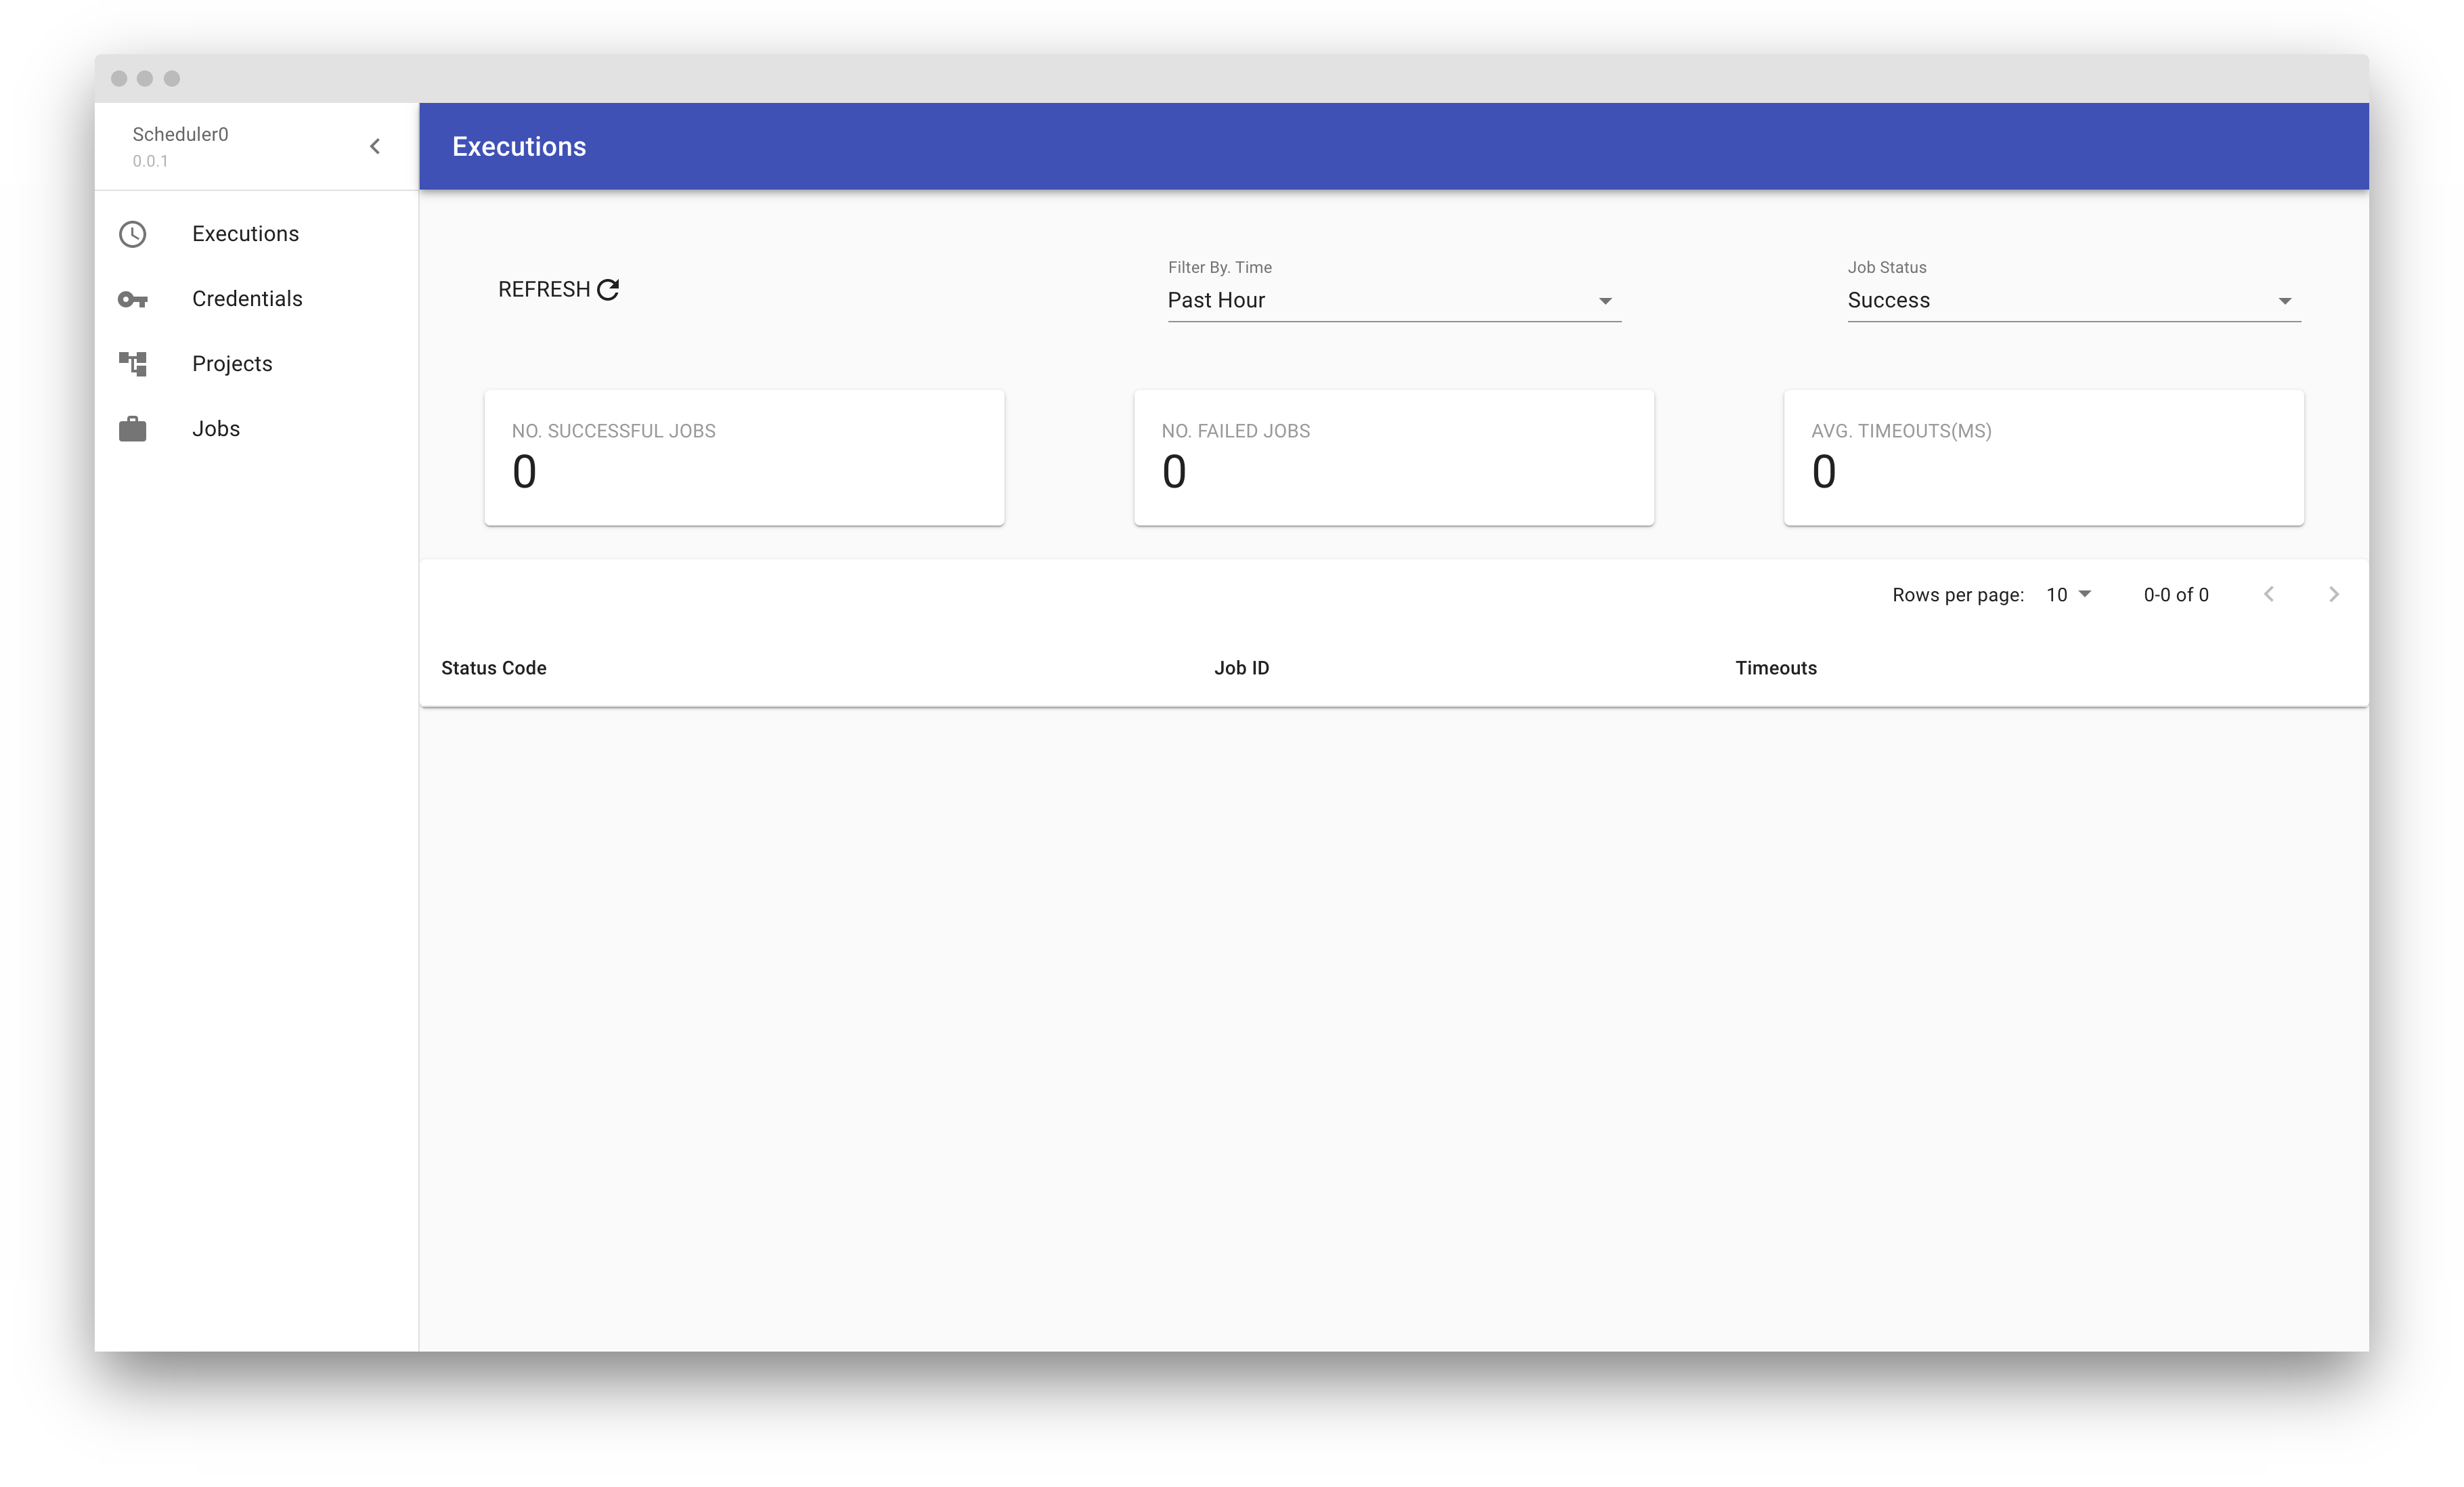 Scheduler0
0.0.1
Executions
Credentials
Projects
Jobs
Executions
REFRESH
Filter By. Time
Past Hour
Job Status
Success
NO. SUCCESSFUL JOBS
0
NO. FAILED JOBS
0
AVG. TIMEOUTS(MS)
0
Rows per page: 10 0-0 of 0
Status Code Job ID Timeouts